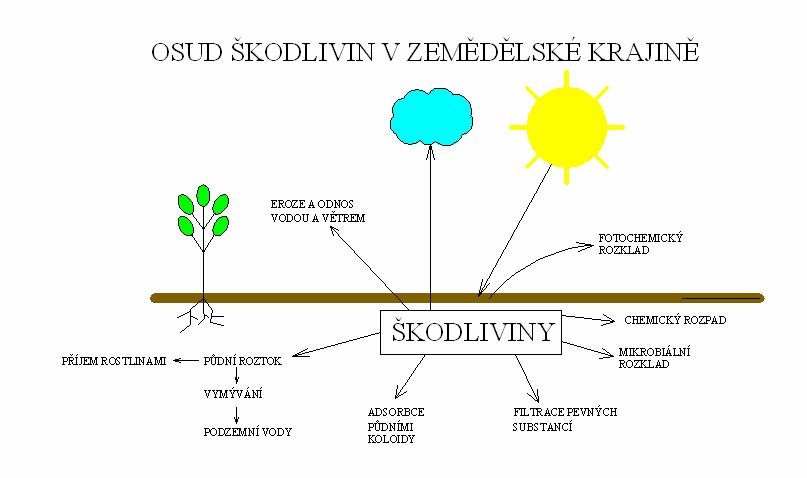 OSUD ŠKODLIVIN V ZEMĚDĚLSKÉ KRAJINĚ
EROZE A ODNOS
VODOU A VĚTREM
FOTOCHEMICKÝ
ROZKLAD
ŠKODLIVINY
CHEMICKÝ ROZPAD
MIKROBIÁLNÍ
ROZKLAD
PŘÍJEM ROSTLINAMI
PŮDNÍ ROZTOK
VYMÝVÁNÍ
PODZEMNÍ VODY
ADSORBCE
PŮDNÍMI
KOLOIDY
FILTRACE PEVNÝCH
SUBSTANCÍ